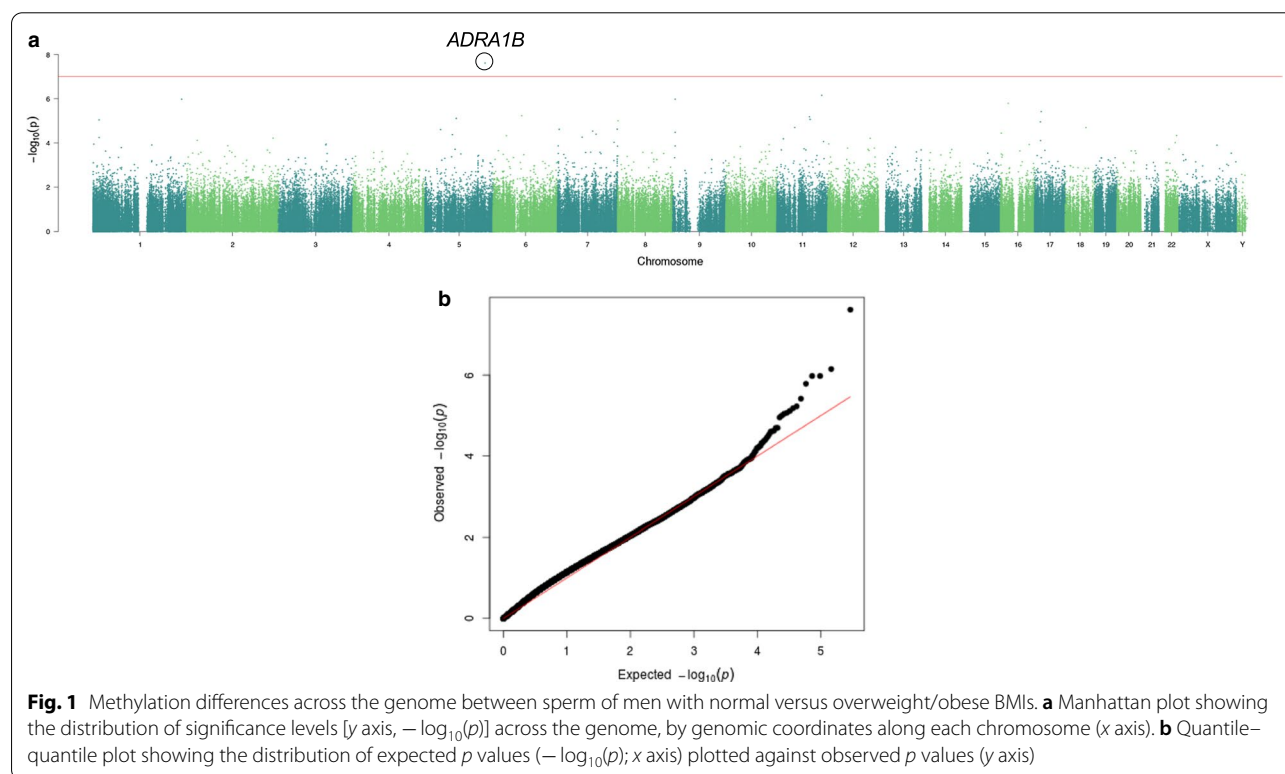 a
ADRA1B
8
6
4
2
0
−log10(p)
1 2 3 4 5 6 7 8 9 10 11 12 13 14 15 16 17 18 19 20 21 22 X Y
Chromosome
b
6
4
2
0
Observed −log10(p)
0 1 2 3 4 5
Expected −log10(p)
Fig. 1 Methylation differences across the genome between sperm of men with normal versus overweight/obese BMIs. a Manhattan plot showing
the distribution of significance levels [y axis, − log10(p)] across the genome, by genomic coordinates along each chromosome (x axis). b Quantile–
quantile plot showing the distribution of expected p values (− log10(p); x axis) plotted against observed p values (y axis)